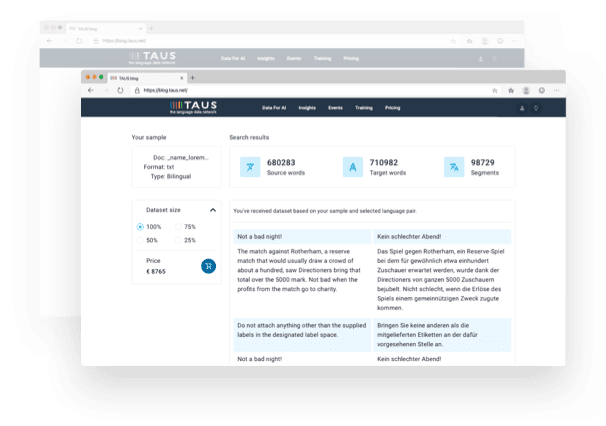 TAUS blog
https://blog.taus.net/
TAUS
the language data network
Data For AI Insights Events Training Pricing
TAUS blog
https://blog.taus.net/
TAUS
the language data network
Data For AI Insights Events Training Pricing
Your sample
Search results
Doc: _name_lorem...
Format: txt
Type: Bilingual
680283
Source words
710982
Target words
98729
Segments
Dataset size
100% 75%
50% 25%
Price
€ 8765
You've received dataset based on your sample and selected language pair.
Not a bad night!
Kein schlechter Abend!
The match against Rotherham, a reserve
match that would usually draw a crowd of
about a hundred, saw Directioners bring that
total over the 5000 mark. Not bad when the
profits from the match go to charity.
Das Spiel gegen Rotherham, ein Reserve-Spiel
bei dem für gewöhnlich etwa einhundert
Zuschauer erwartet werden, wurde dank der
Directioners von ganzen 5000 Zuschauern
bejubelt. Nicht schlecht, wenn die Erlöse des
Spiels einem gemeinnützigen Zweck zugute
kommen.
Do not attach anything other than the supplied
labels in the designated label space.
Bringen Sie keine anderen als die
mitgelieferten Etiketten an der dafür
vorgesehenen Stelle an.
Not a bad night!
Kein schlechter Abend!